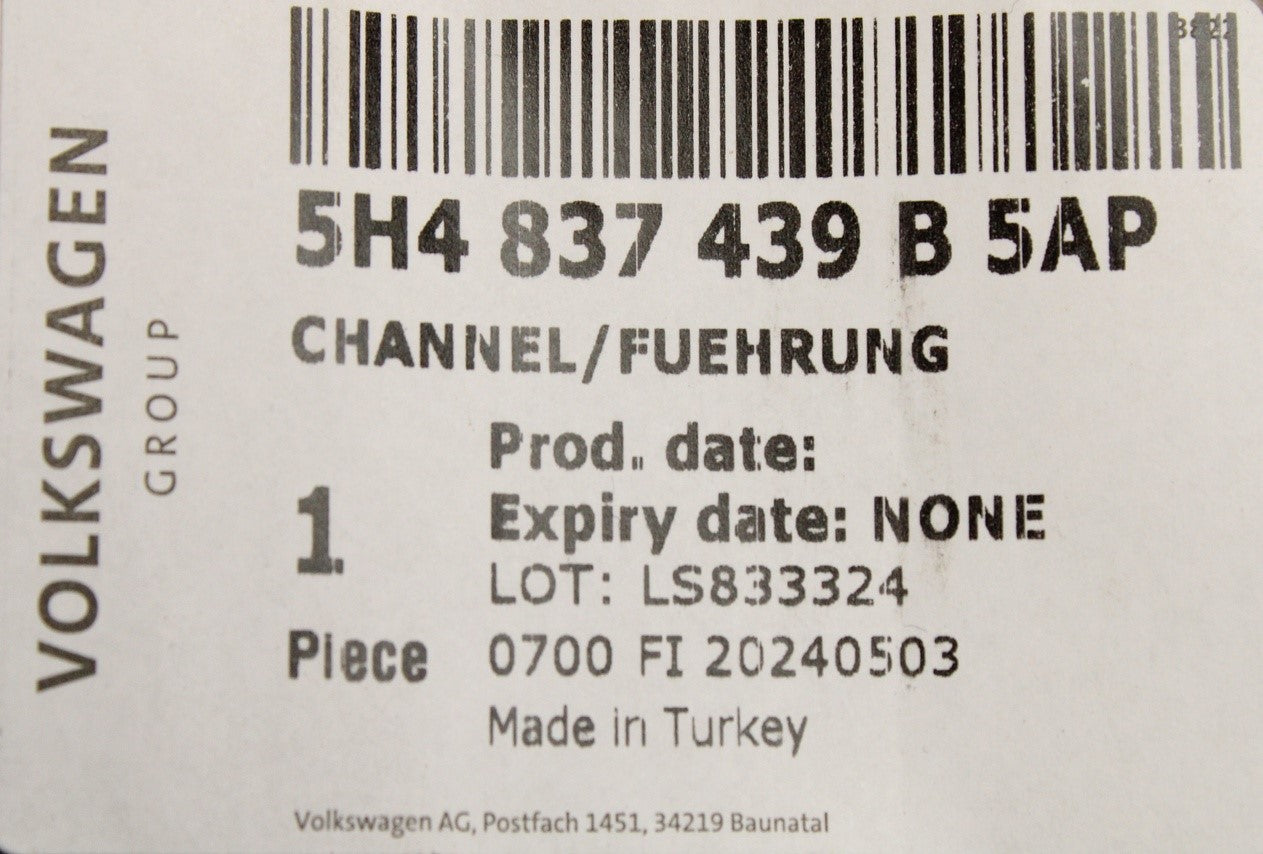 5H4 837 439 B 5AP
CHANNEL/FUEHRUNG
Prod. date:
Expiry date: NONE
LOT: LS833324
1
Piece
0700 FI 20240503
Made in Turkey
Volkswagen AG, Postfach 1451, 34219 Baunatal
VOLKSWAGEN
GROUP